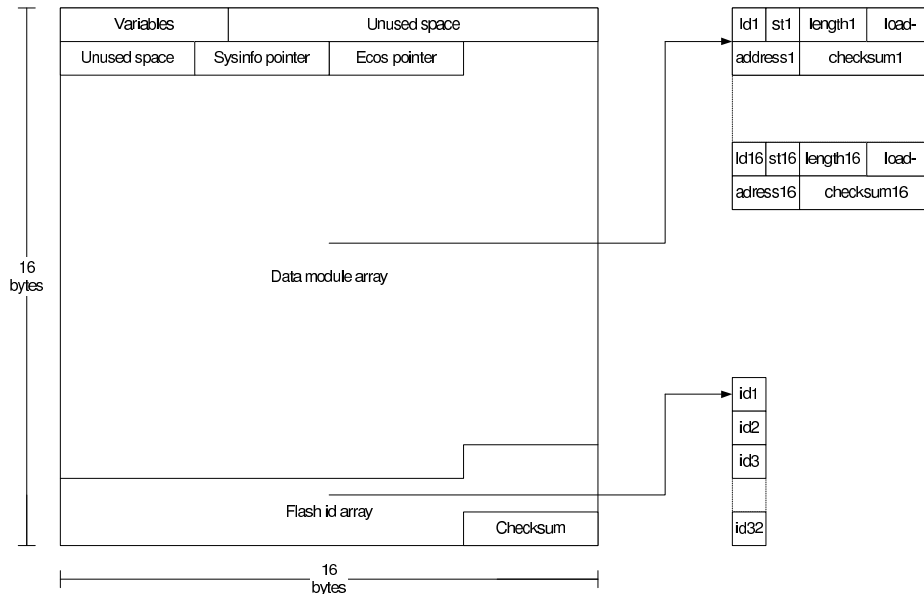 Variables Unused space
Unused space Sysinfo pointer Ecos pointer
Data module array
Flash id array
Checksum
16
bytes
16
bytes
Id1 st1 length1 load-
address1 checksum1
Id16 st16 length16 load-
adress16 checksum16
id1
id2
id3
id32